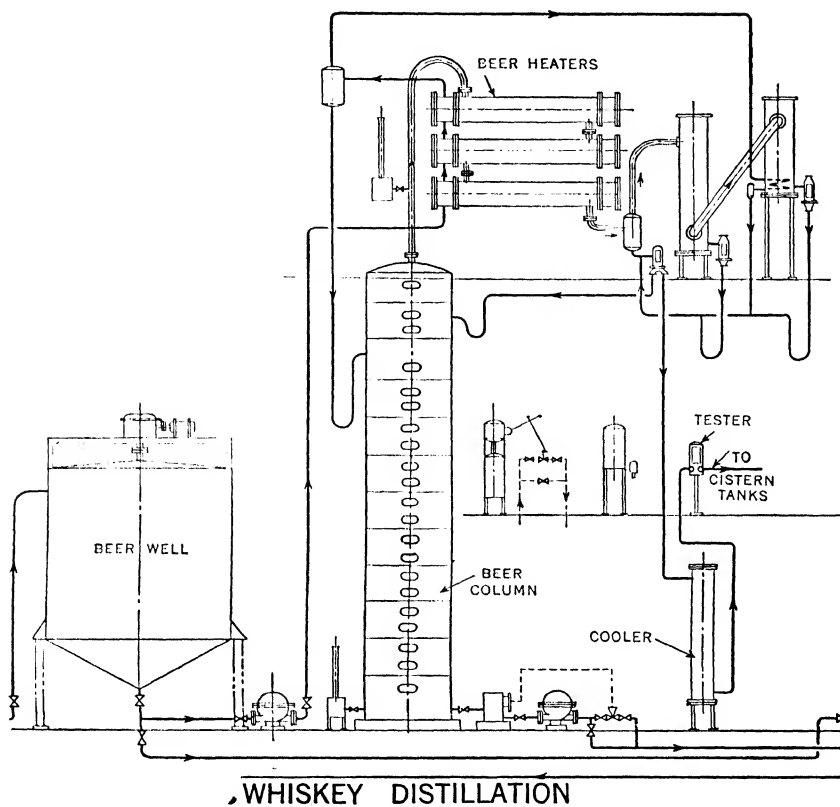 BEER HEATERS
TESTER
TO
CISTERN
TANKS
BEER WELL
BEER
COLUMN
COOLER
WHISKEY DISTILLATION